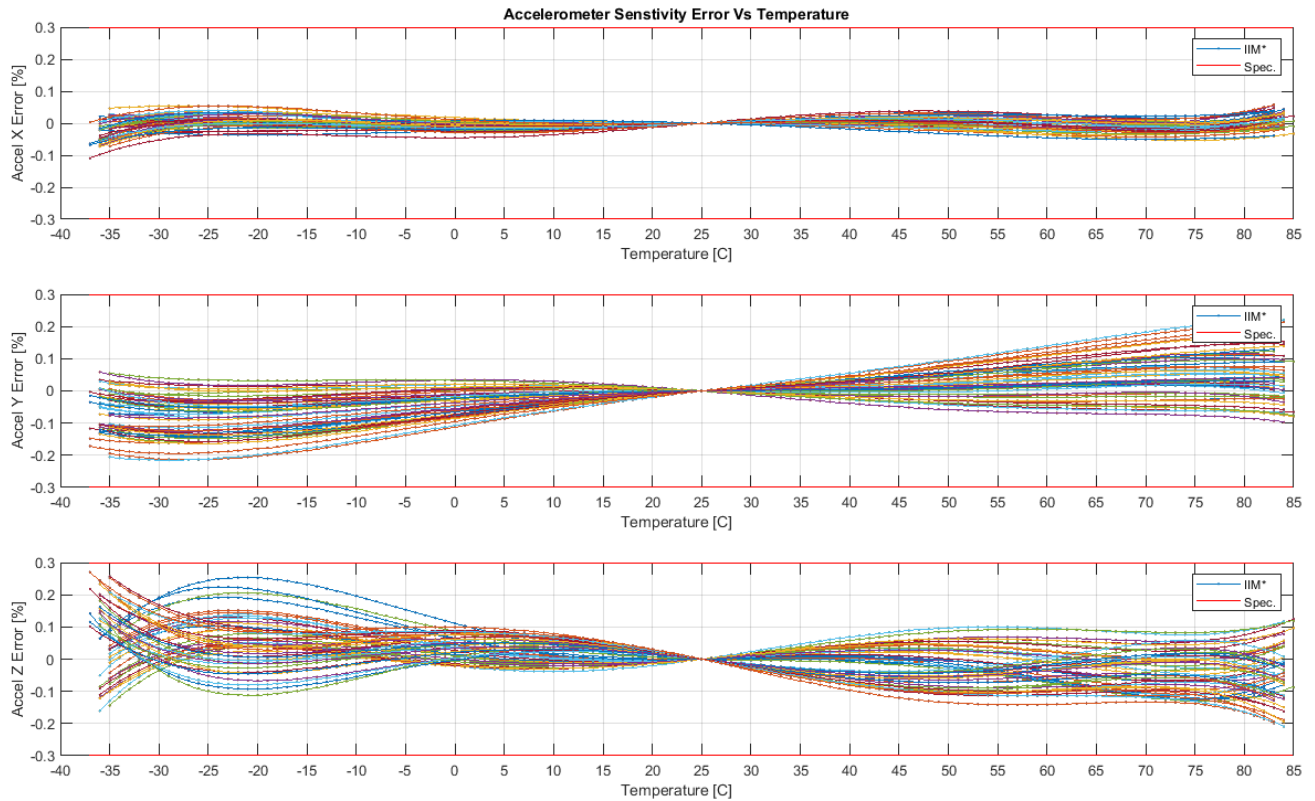 Accelerometer Senstivity Error Vs Temperature
0.3
0.2
0.1
0
-0.1
-0.2
-0.3
Accel X Error [%]
IIM*
Spec.
-40 -35 -30 -25 -20 -15 -10 -5 0 5 10 15 20 25 30 35 40 45 50 55 60 65 70 75 80 85
Temperature [C]
0.3
0.2
0.1
0
-0.1
-0.2
-0.3
Accel Y Error [%]
IIM*
Spec.
-40 -35 -30 -25 -20 -15 -10 -5 0 5 10 15 20 25 30 35 40 45 50 55 60 65 70 75 80 85
Temperature [C]
0.3
0.2
0.1
0
-0.1
-0.2
-0.3
Accel Z Error [%]
IIM*
Spec.
-40 -35 -30 -25 -20 -15 -10 -5 0 5 10 15 20 25 30 35 40 45 50 55 60 65 70 75 80 85
Temperature [C]